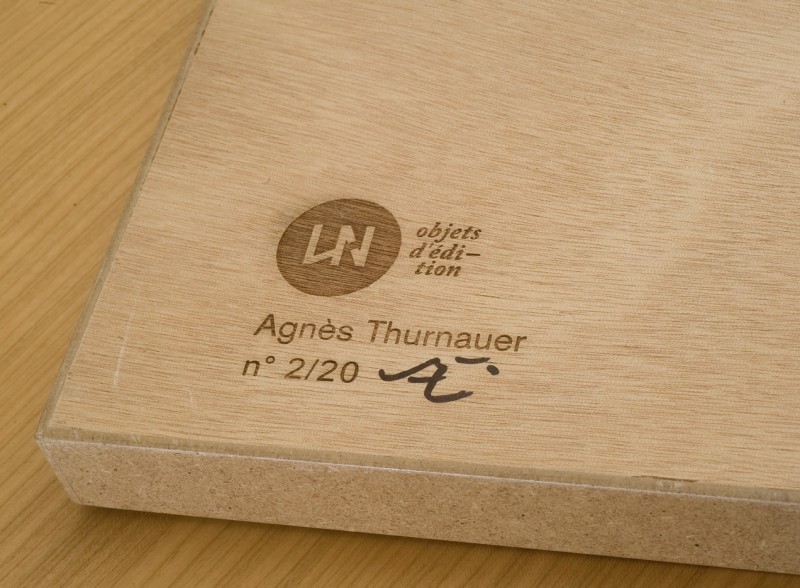 LN
objets
d'édi–
tion
Agnès Thurnauer
n° 2/20